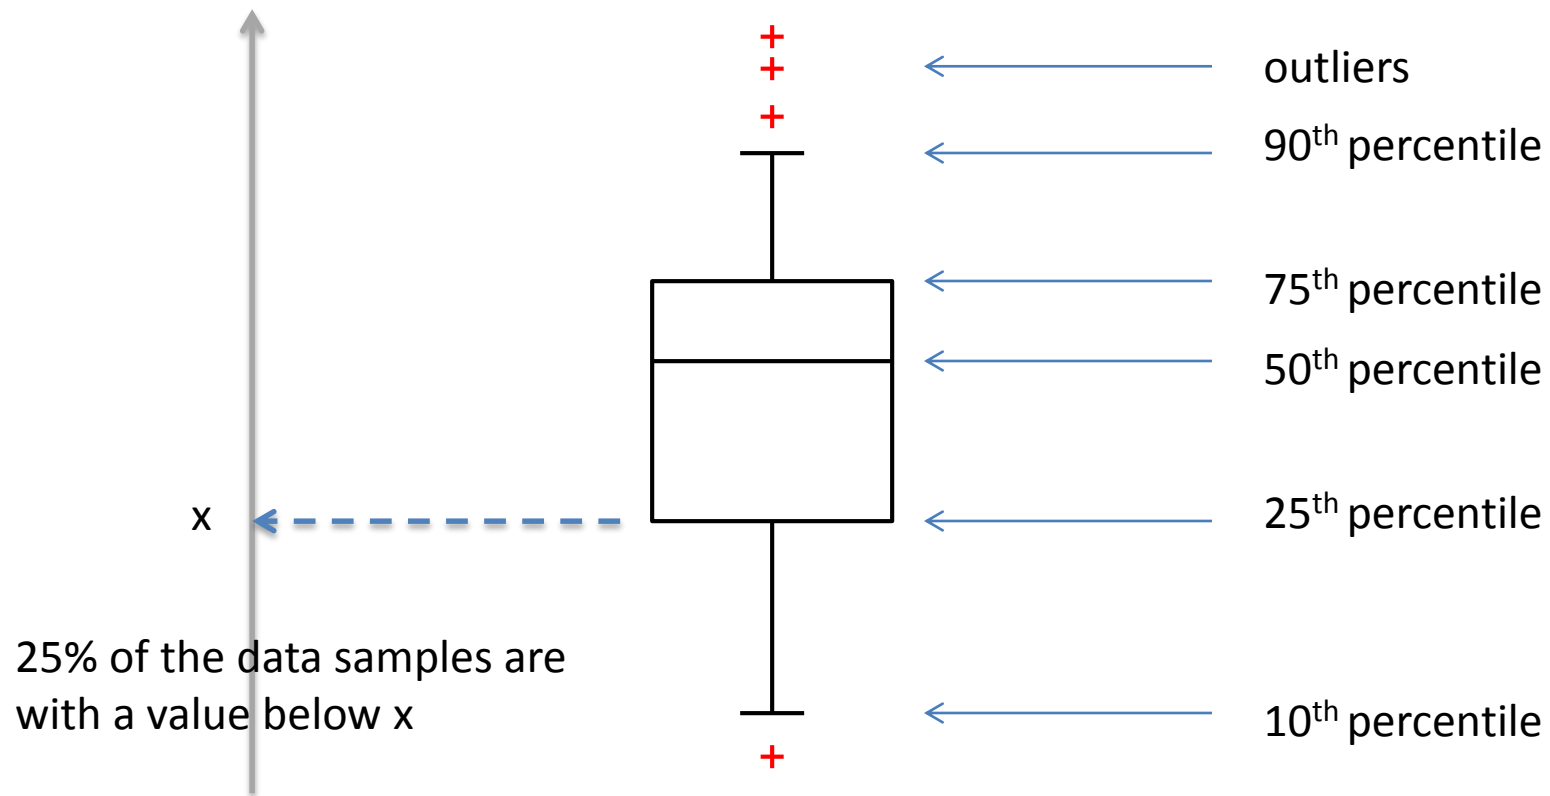 outliers
90th percentile
75th percentile
50th percentile
x
25th percentile
25% of the data samples are
with a value below x
10th percentile